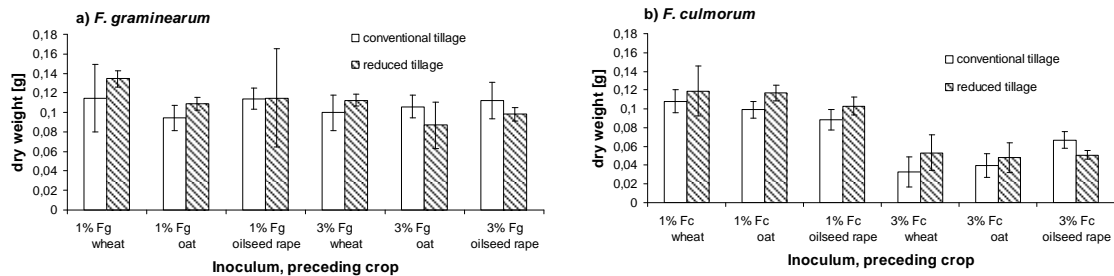 a) F. graminearum
dry weight [g]
0,18
0,16
0,14
0,12
0,1
0,08
0,06
0,04
0,02
0
conventional tillage
reduced tillage
1% Fg 1% Fg 1% Fg 3% Fg 3% Fg 3% Fg
wheat oat oilseed rape wheat oat oilseed rape
Inoculum, preceding crop
b) F. culmorum
dry weight [g]
0,18
0,16
0,14
0,12
0,1
0,08
0,06
0,04
0,02
0
conventional tillage
reduced tillage
1% Fc 1% Fc 1% Fc 3% Fc 3% Fc 3% Fc
wheat oat oilseed rape wheat oat oilseed rape
Inoculum, preceding crop